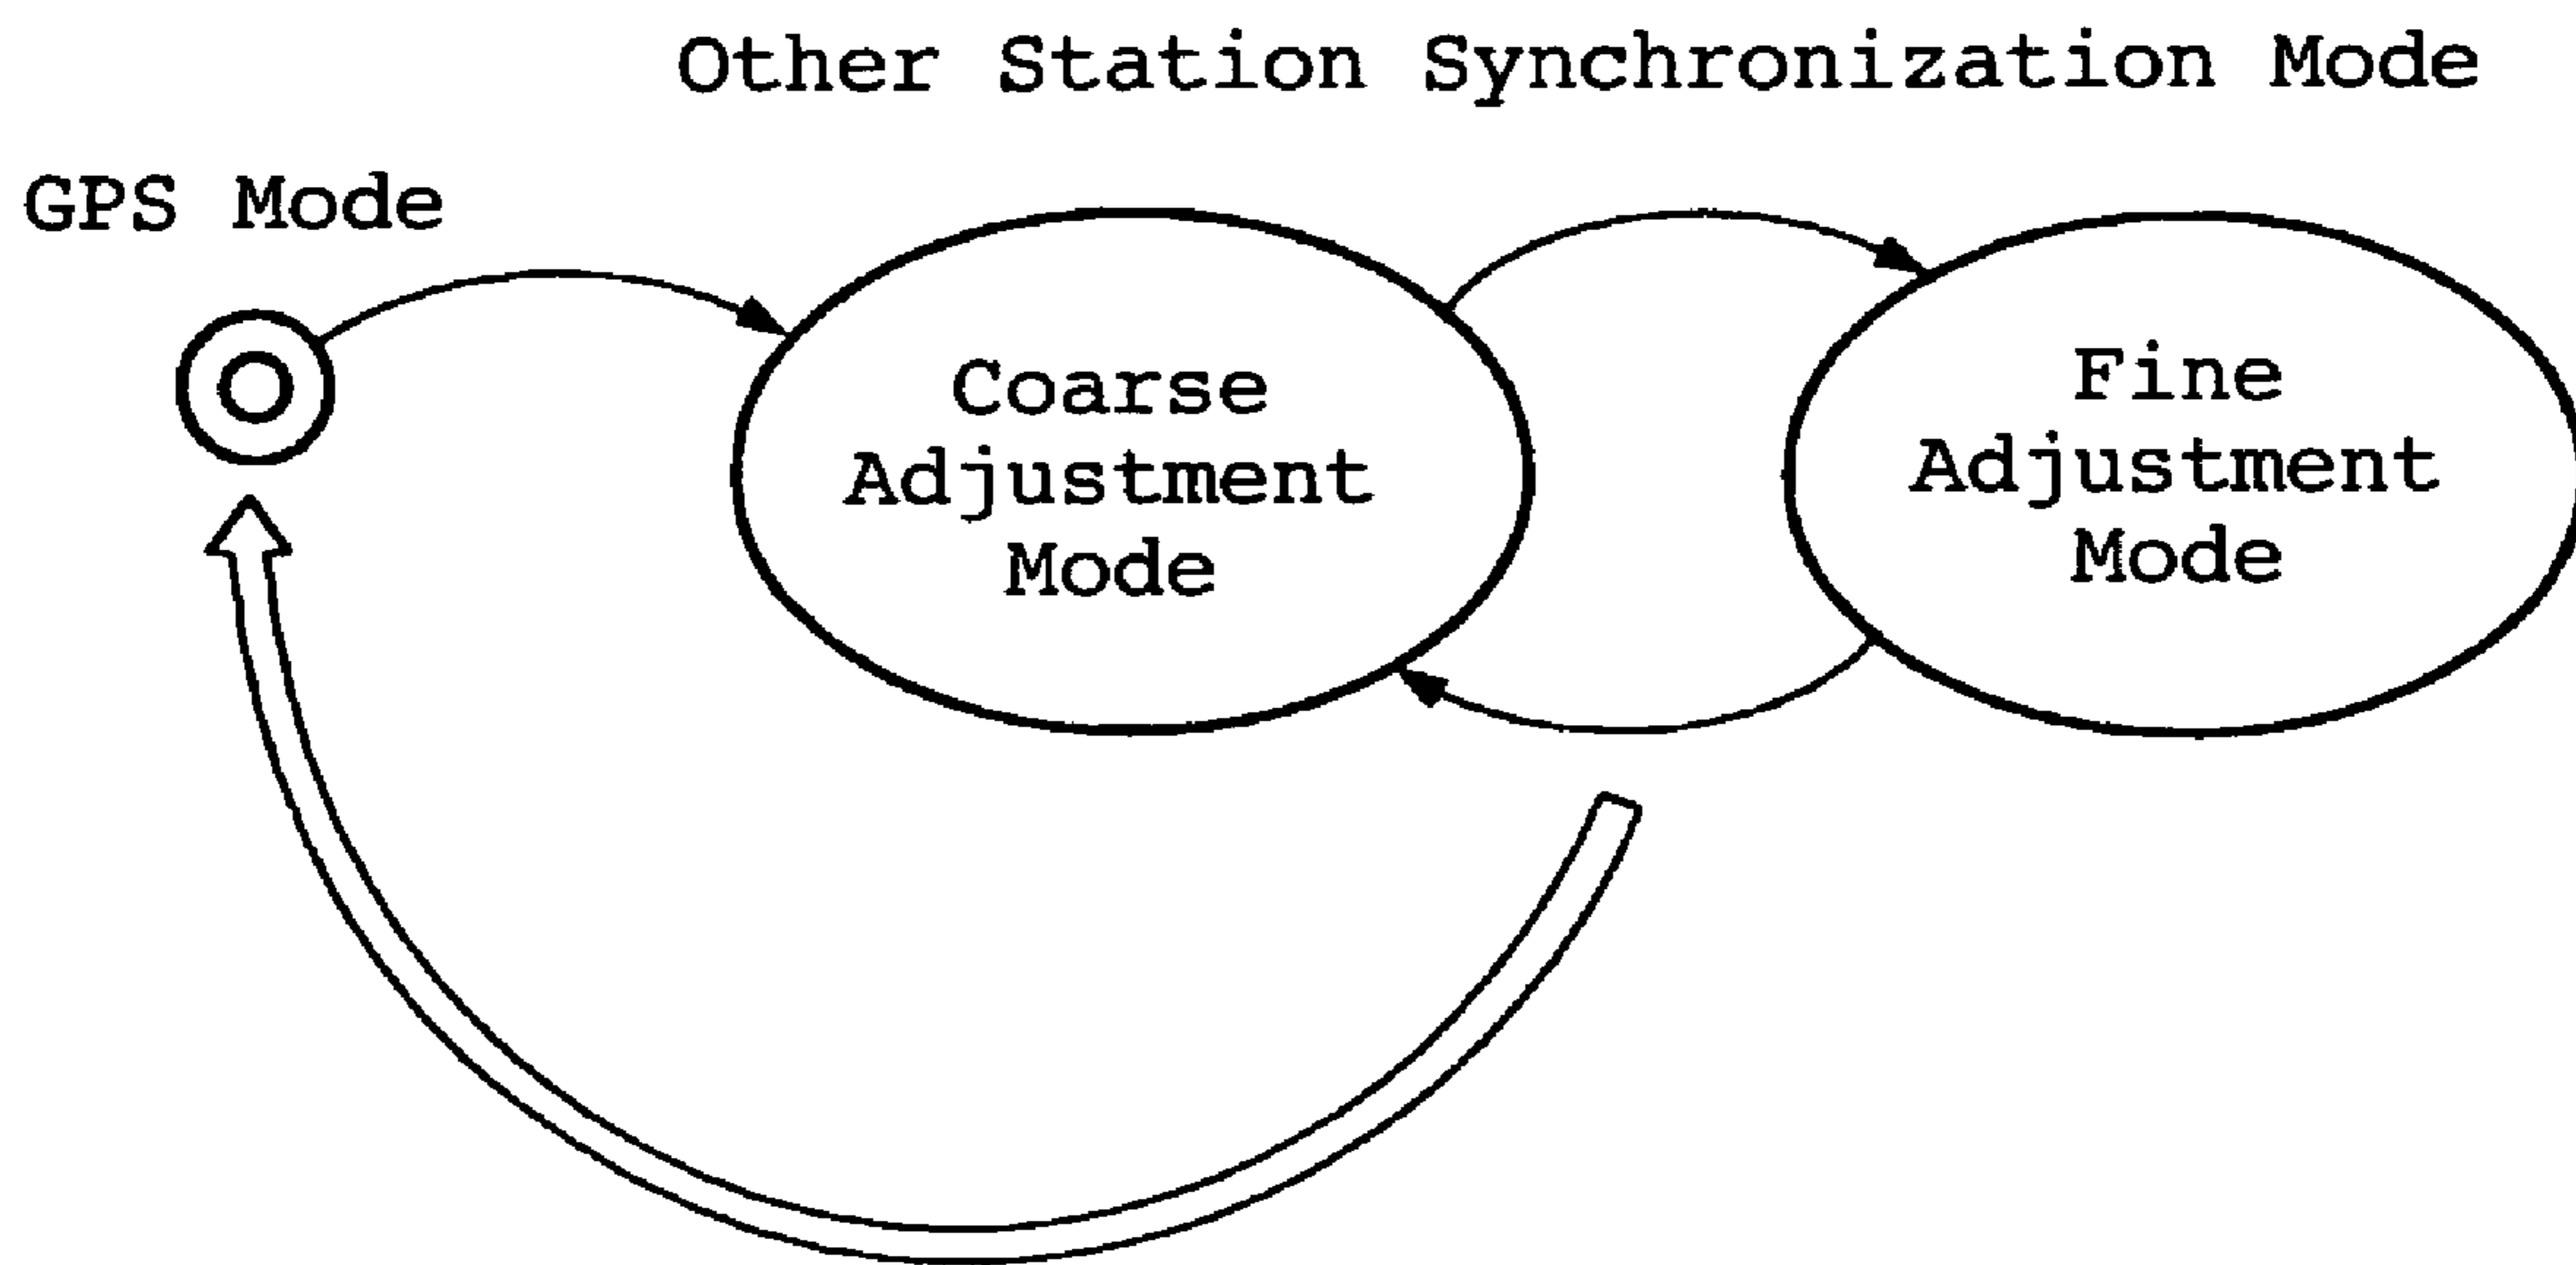 Other Station Synchronization Mode
GPS Mode
Coarse
Adjustment
Mode
Fine
Adjustment
Mode